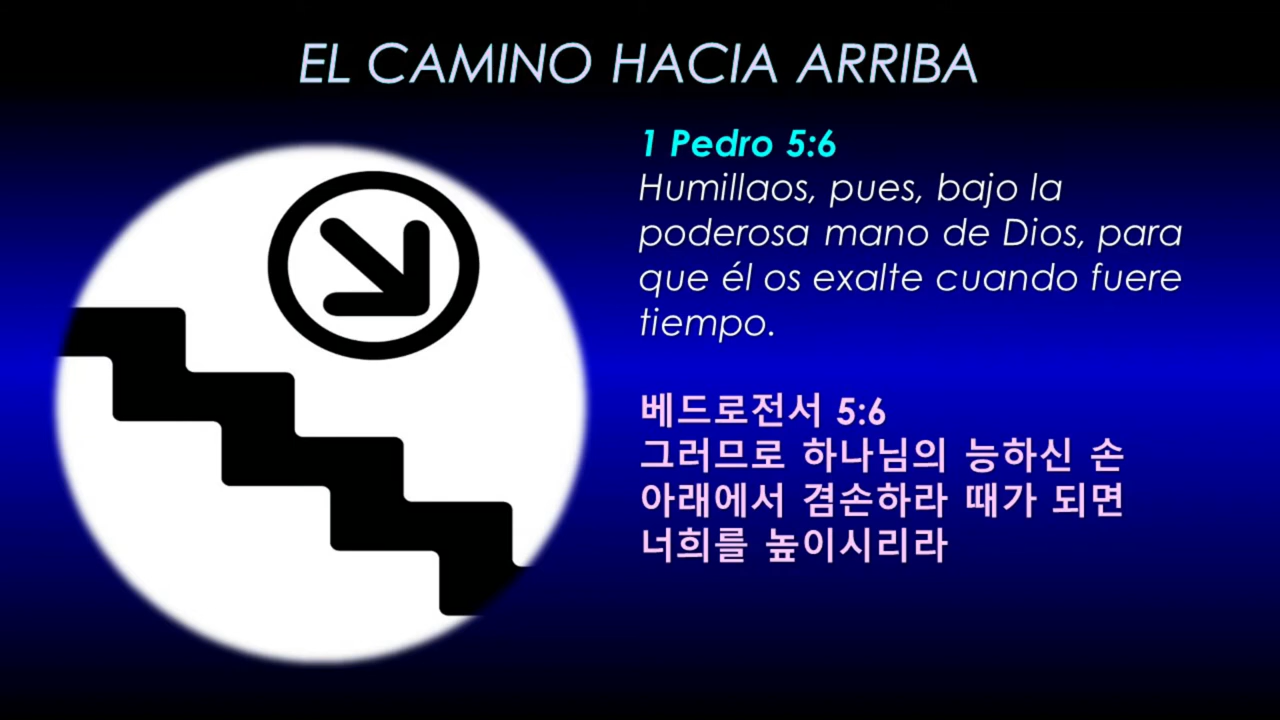 EL CAMINO HACIA ARRIBA
1 Pedro 5:6
Humillaos, pues, bajo la
poderosa mano de Dios, para
que él os exalte cuando fuere
tiempo.
베드로전서 5:6
그러므로 하나님의 능하신 손
아래에서 겸손하라 때가 되면
너희를 높이시리라